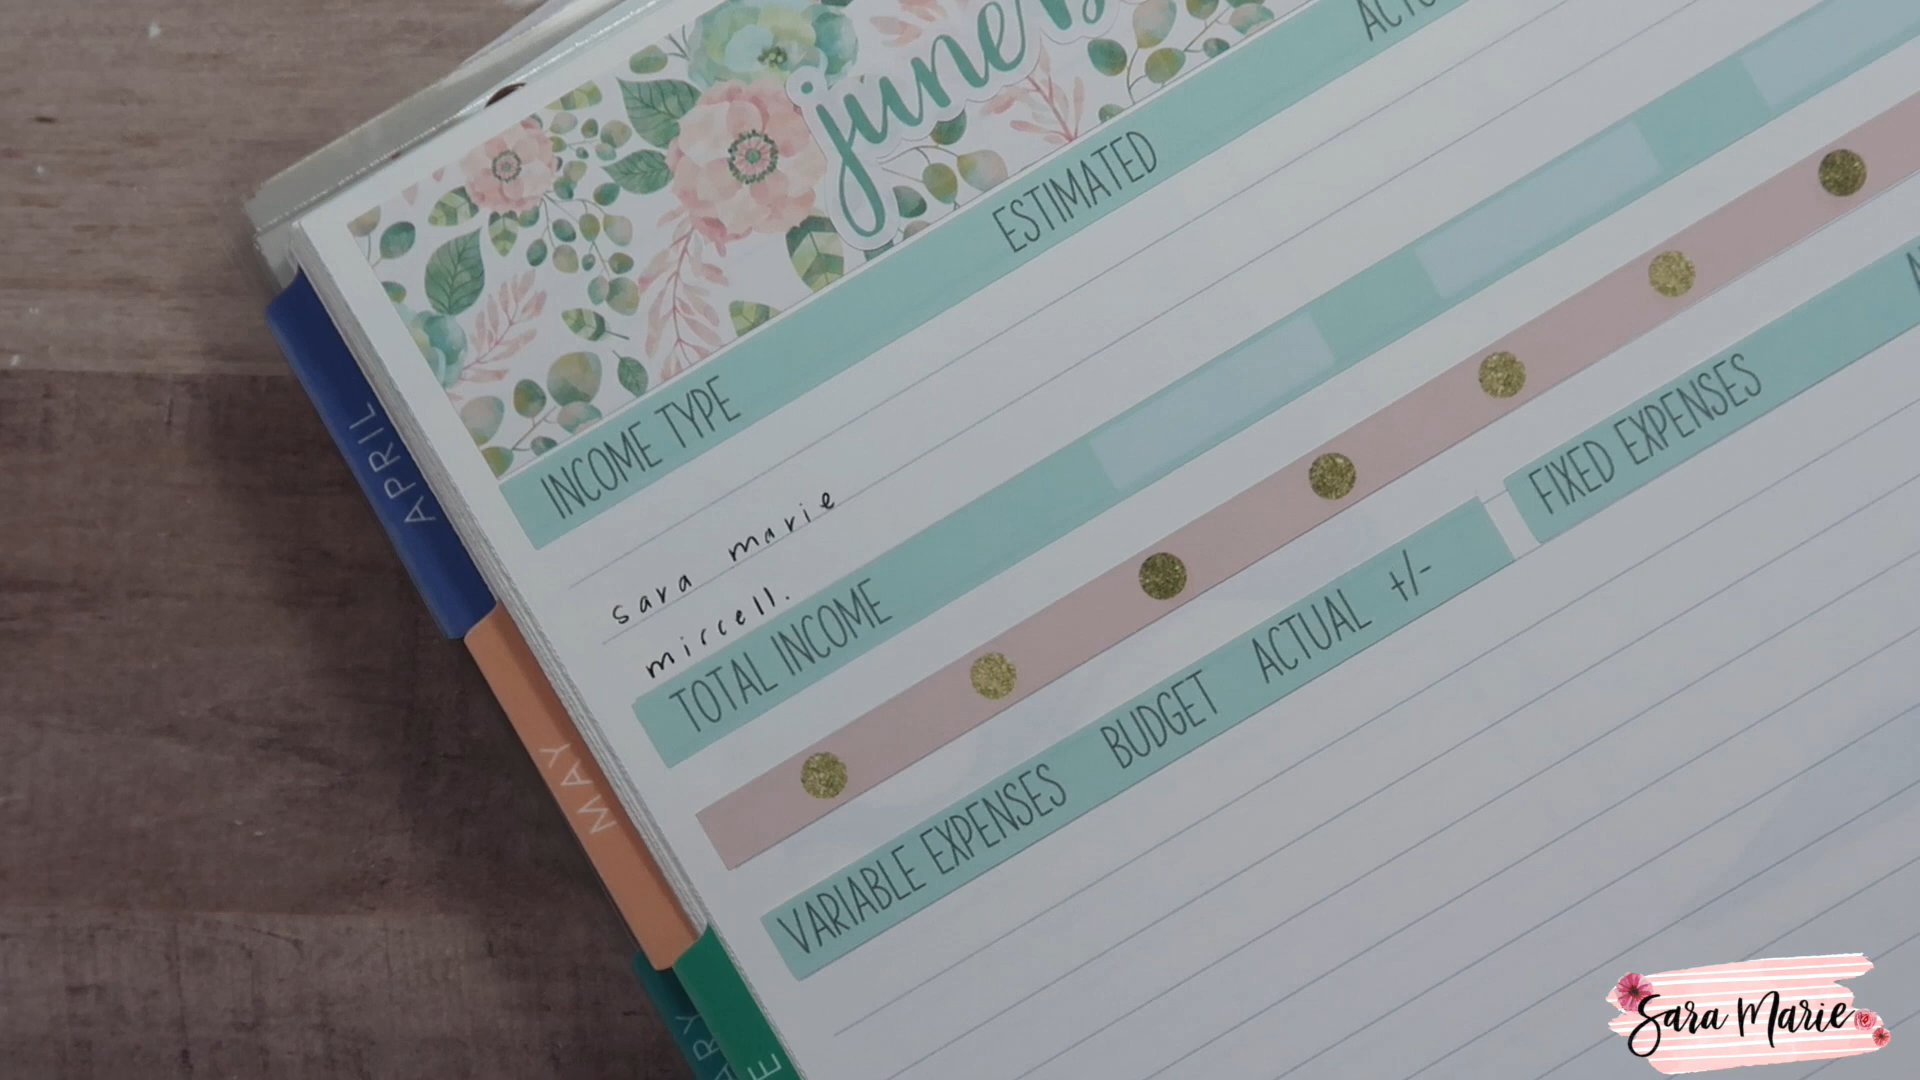 june
INCOME TYPE ESTIMATED
sara marie
mircell.
TOTAL INCOME
VARIABLE EXPENSES BUDGET ACTUAL +/-
FIXED EXPENSES
APRIL
MAY
Sara Marie